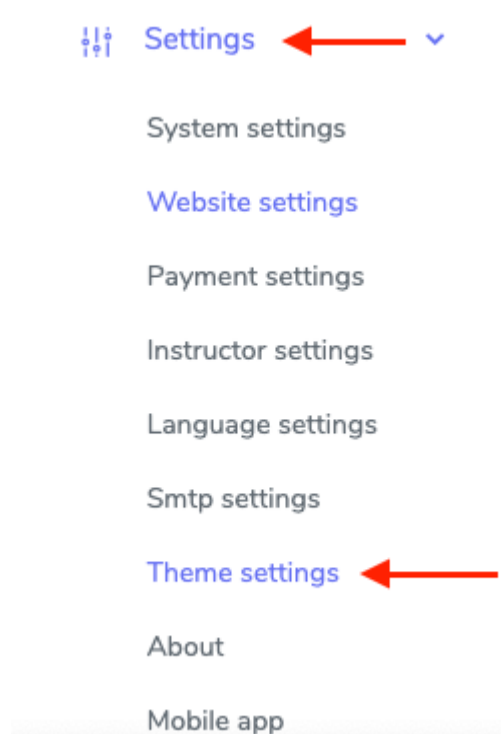 Settings
System settings
Website settings
Payment settings
Instructor settings
Language settings
Smtp settings
Theme settings
About
Mobile app